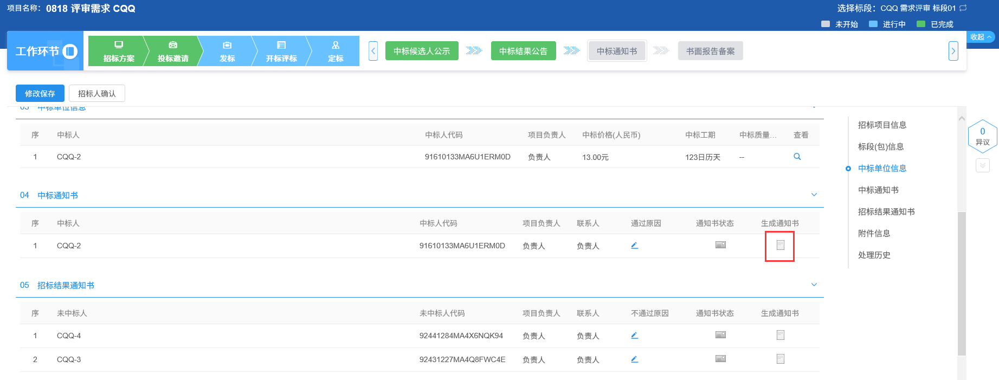 项目名称： 0818 评审需求 CQQ
选择标段： CQQ 需求评审 标段01
未开始 进行中 已完成
收起
工作环节
招标方案 投标邀请 发标 开标评标 定标
中标候选人公示 中标结果公告 中标通知书 书面报告备案
修改保存 招标人确认
03 中标单位信息
序 中标人 中标人代码 项目负责人 中标价格(人民币) 中标工期 中标质量... 查看
1 CQQ-2 91610133MA6U1ERM0D 负责人 13.00元 123日历天 --
04 中标通知书
序 中标人 中标人代码 项目负责人 联系人 通过原因 通知书状态 生成通知书
1 CQQ-2 91610133MA6U1ERM0D 负责人 负责人
05 招标结果通知书
序 未中标人 未中标人代码 项目负责人 联系人 不通过原因 通知书状态 生成通知书
1 CQQ-4 92441284MA4X6NQK94 负责人 负责人
2 CQQ-3 92431227MA4Q8FWC4E 负责人 负责人
招标项目信息
标段(包)信息
中标单位信息
中标通知书
招标结果通知书
附件信息
处理历史
0
异议